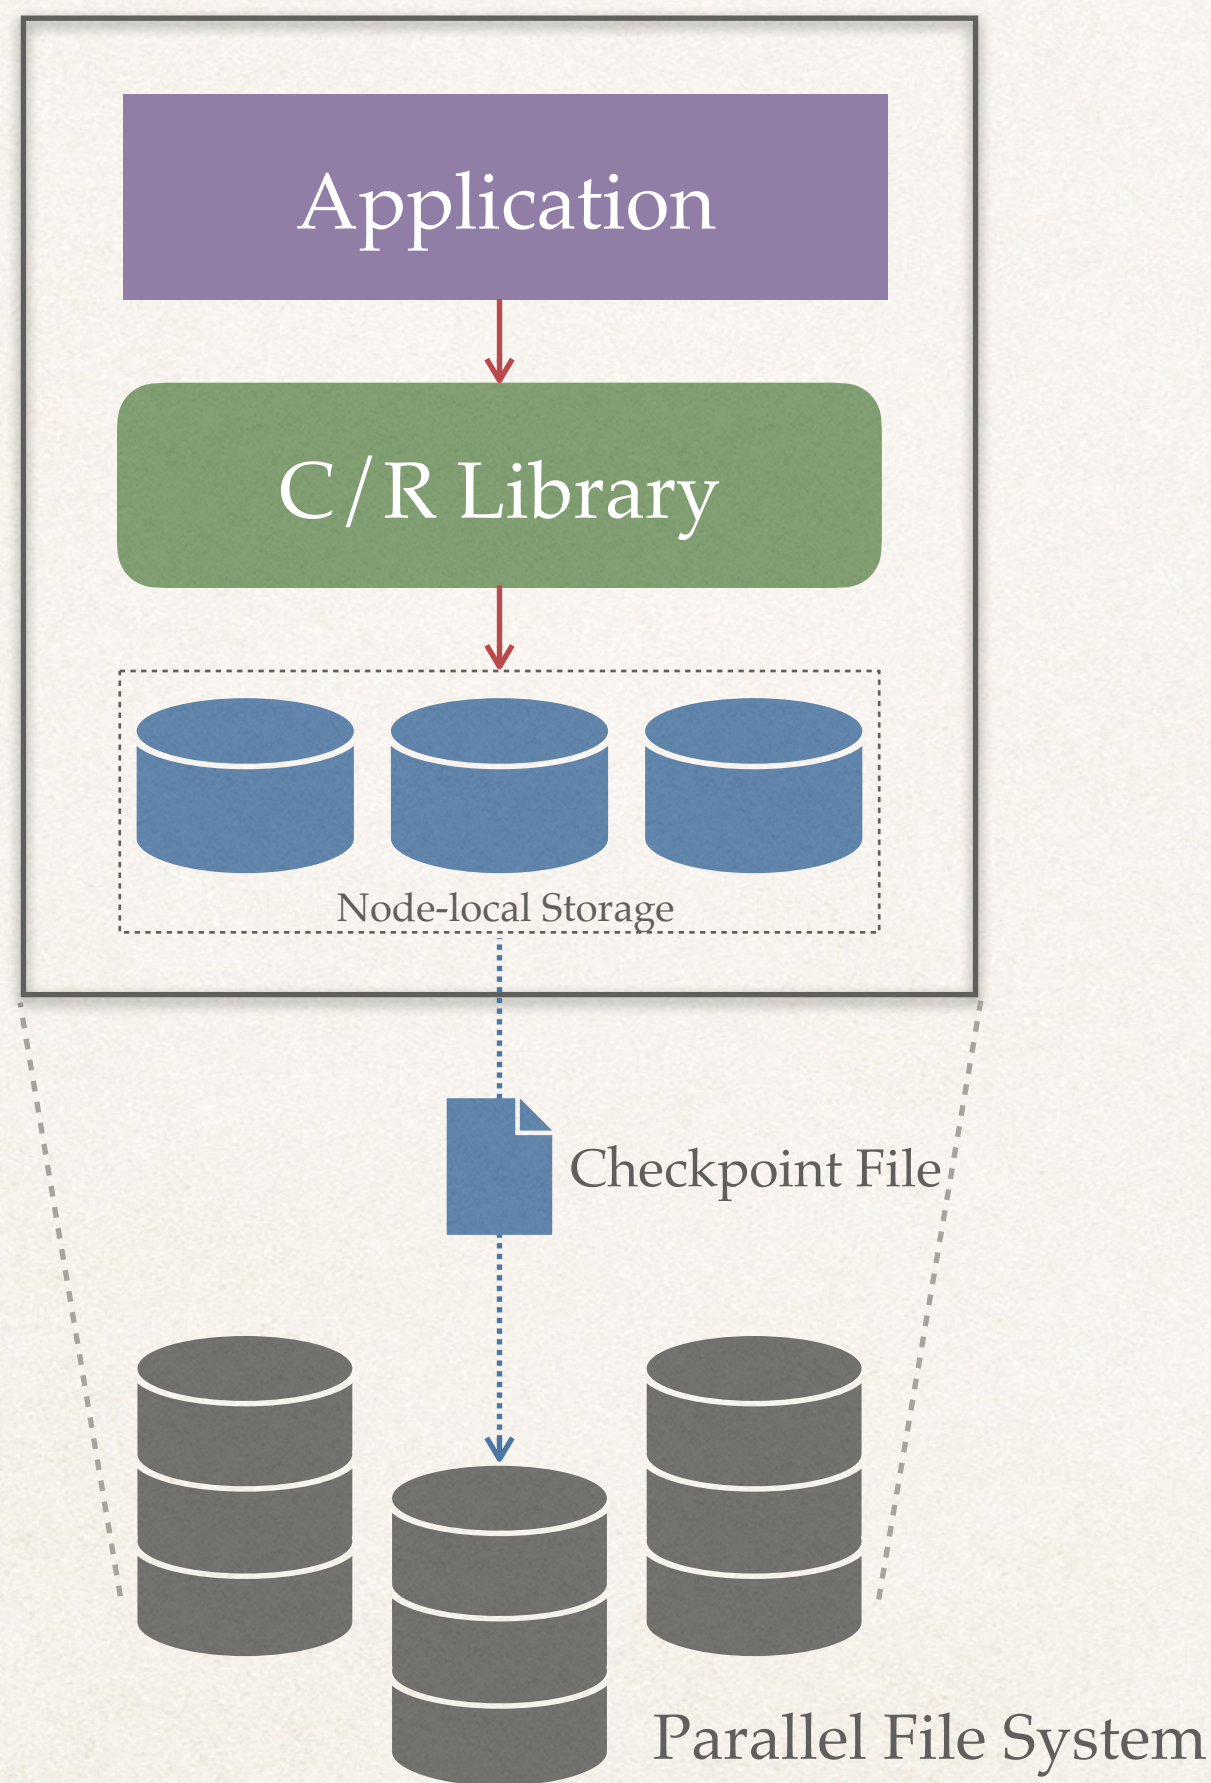 Application
C/R Library
Node-local Storage
Checkpoint File
Parallel File System